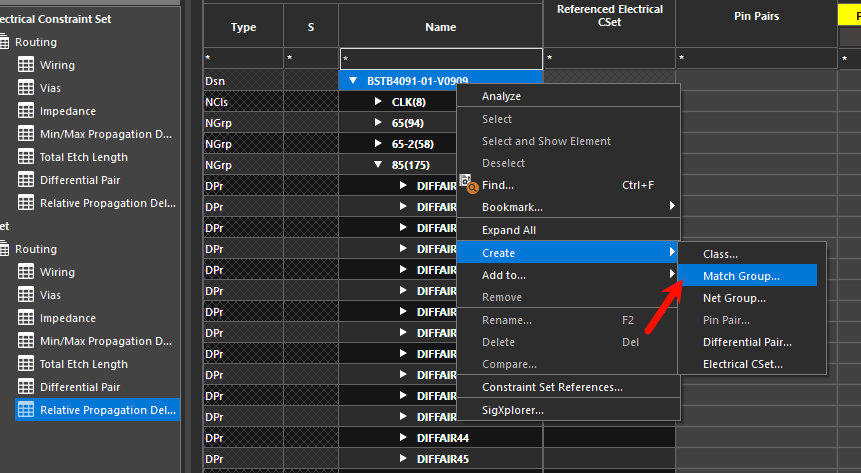 lectrical Constraint Set
Routing
Wiring
Vias
Impedance
Min/Max Propagation D...
Total Etch Length
Differential Pair
Relative Propagation Del...
et
Routing
Wiring
Vias
Impedance
Min/Max Propagation D...
Total Etch Length
Differential Pair
Relative Propagation Del...
Type S Name Referenced Electrical CSet Pin Pairs
* * * * * *
Dsn BSTB4091-01-V0909
NCls CLK(8)
NGrp 65(94)
NGrp 65-2(58)
NGrp 85(175)
DPr DIFFAIR
DPr DIFFAIR
DPr DIFFAIR
DPr DIFFAIR
DPr DIFFAIR
DPr DIFFAIR
DPr DIFFAIR
DPr DIFFAIR
DPr DIFFAIR
DPr DIFFAIR
DPr DIFFAIR
DPr DIFFAIR
DPr DIFFAIR44
DPr DIFFAIR45
Analyze
Select
Select and Show Element
Deselect
Find... Ctrl+F
Bookmark...
Expand All
Create
Add to...
Remove
Rename... F2
Delete Del
Compare...
Constraint Set References...
SigXplorer...
Class...
Match Group...
Net Group...
Pin Pair...
Differential Pair...
Electrical CSet...